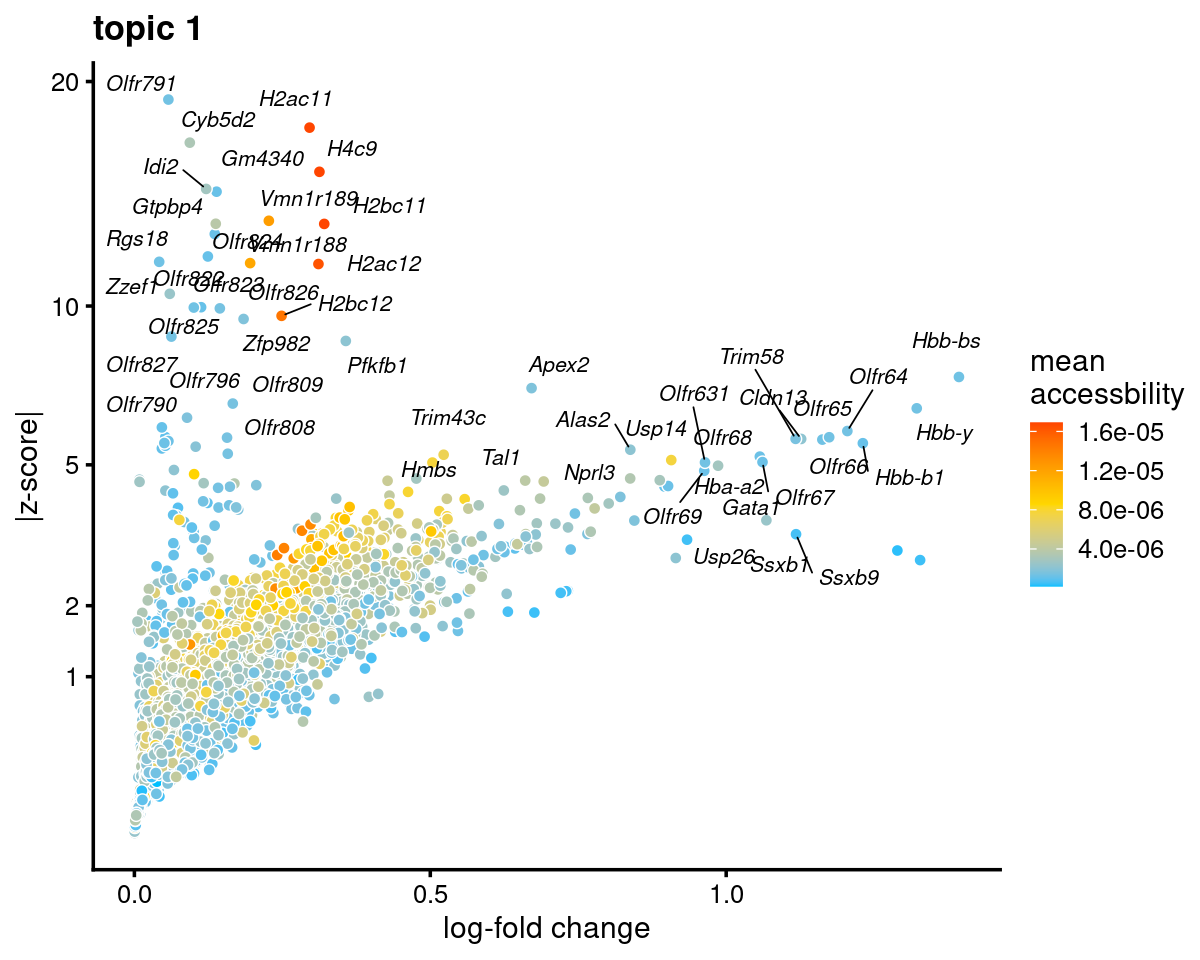 topic 1
20
Olfr791
H2ac11
Cyb5d2
H4c9
Gm4340
Idi2
Vmn1r189
H2bc11
Gtpbp4
Rgs18
Olfr824
Vmn1r188
H2ac12
Zzef1
Olfr822
Olfr823
Olfr826
H2bc12
10
Olfr825
Zfp982
Pfkfb1
Olfr827
Olfr796
Olfr809
Olfr790
Olfr808
Apex2
Trim58
Hbb-bs
Olfr64
Olfr631
Cldn13
Olfr65
Trim43c
Alas2
Usp14
Olfr68
Hbb-y
5
Hmbs
Tal1
Nprl3
Olfr66
Hbb-b1
Hba-a2
Olfr67
Gata1
Olfr69
Usp26
Ssxb1
Ssxb9
2
1
|z-score|
0.0
0.5
1.0
log-fold change
mean
accessbility
1.6e-05
1.2e-05
8.0e-06
4.0e-06